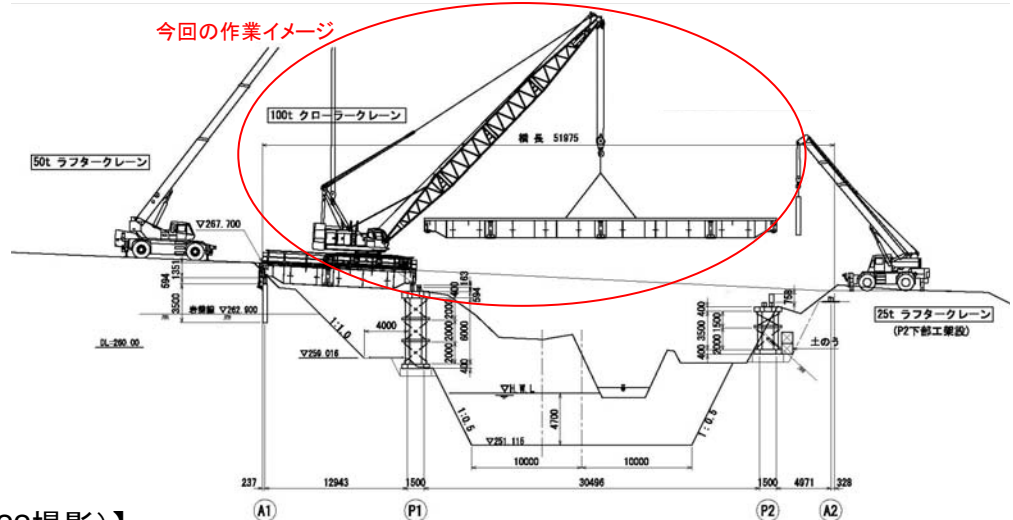 今回の作業イメージ
100t クローラークレーン
50t ラフタークレーン
橋長 51975
▽267.700
594
1351
3500
岩盤線 ▽262.900
DL=260.00
1:1.0
4000
▽259.016
163
400
594
2000
2000
2000
6000
400
▽H.W.L
4700
▽251.115
1:0.5
1:0.5
10000
10000
758
400
3500
1500
2000
400
土のう
25t ラフタークレーン
(P2下部工架設)
237
12943
1500
30496
1500
4971
328
A1
P1
P2
A2
撮影)】